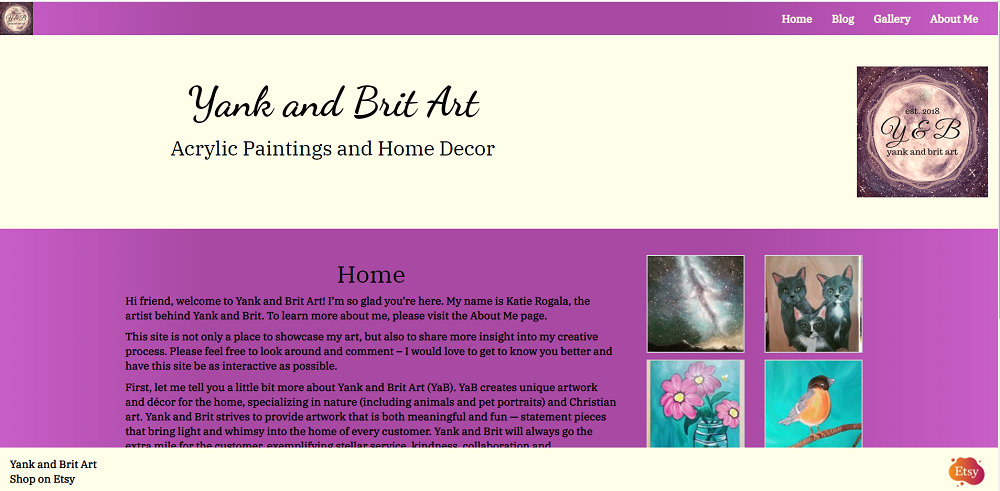 Y & B
Home Blog Gallery About Me
Yank and Brit Art
Acrylic Paintings and Home Decor
est. 2018
Y & B
yank and brit art
Home
Hi friend, welcome to Yank and Brit Art! I'm so glad you're here. My name is Katie Rogala, the
artist behind Yank and Brit. To learn more about me, please visit the About Me page.
This site is not only a place to showcase my art, but also to share more insight into my creative
process. Please feel free to look around and comment – I would love to get to know you better and
have this site be as interactive as possible.
First, let me tell you a little bit more about Yank and Brit Art (YaB). YaB creates unique artwork
and décor for the home, specializing in nature (including animals and pet portraits) and Christian
art. Yank and Brit strives to provide artwork that is both meaningful and fun — statement pieces
that bring light and whimsy into the home of every customer. Yank and Brit will always go the
extra mile for the customer, exemplifying stellar service, kindness, collaboration and
Yank and Brit Art
Shop on Etsy
Etsy